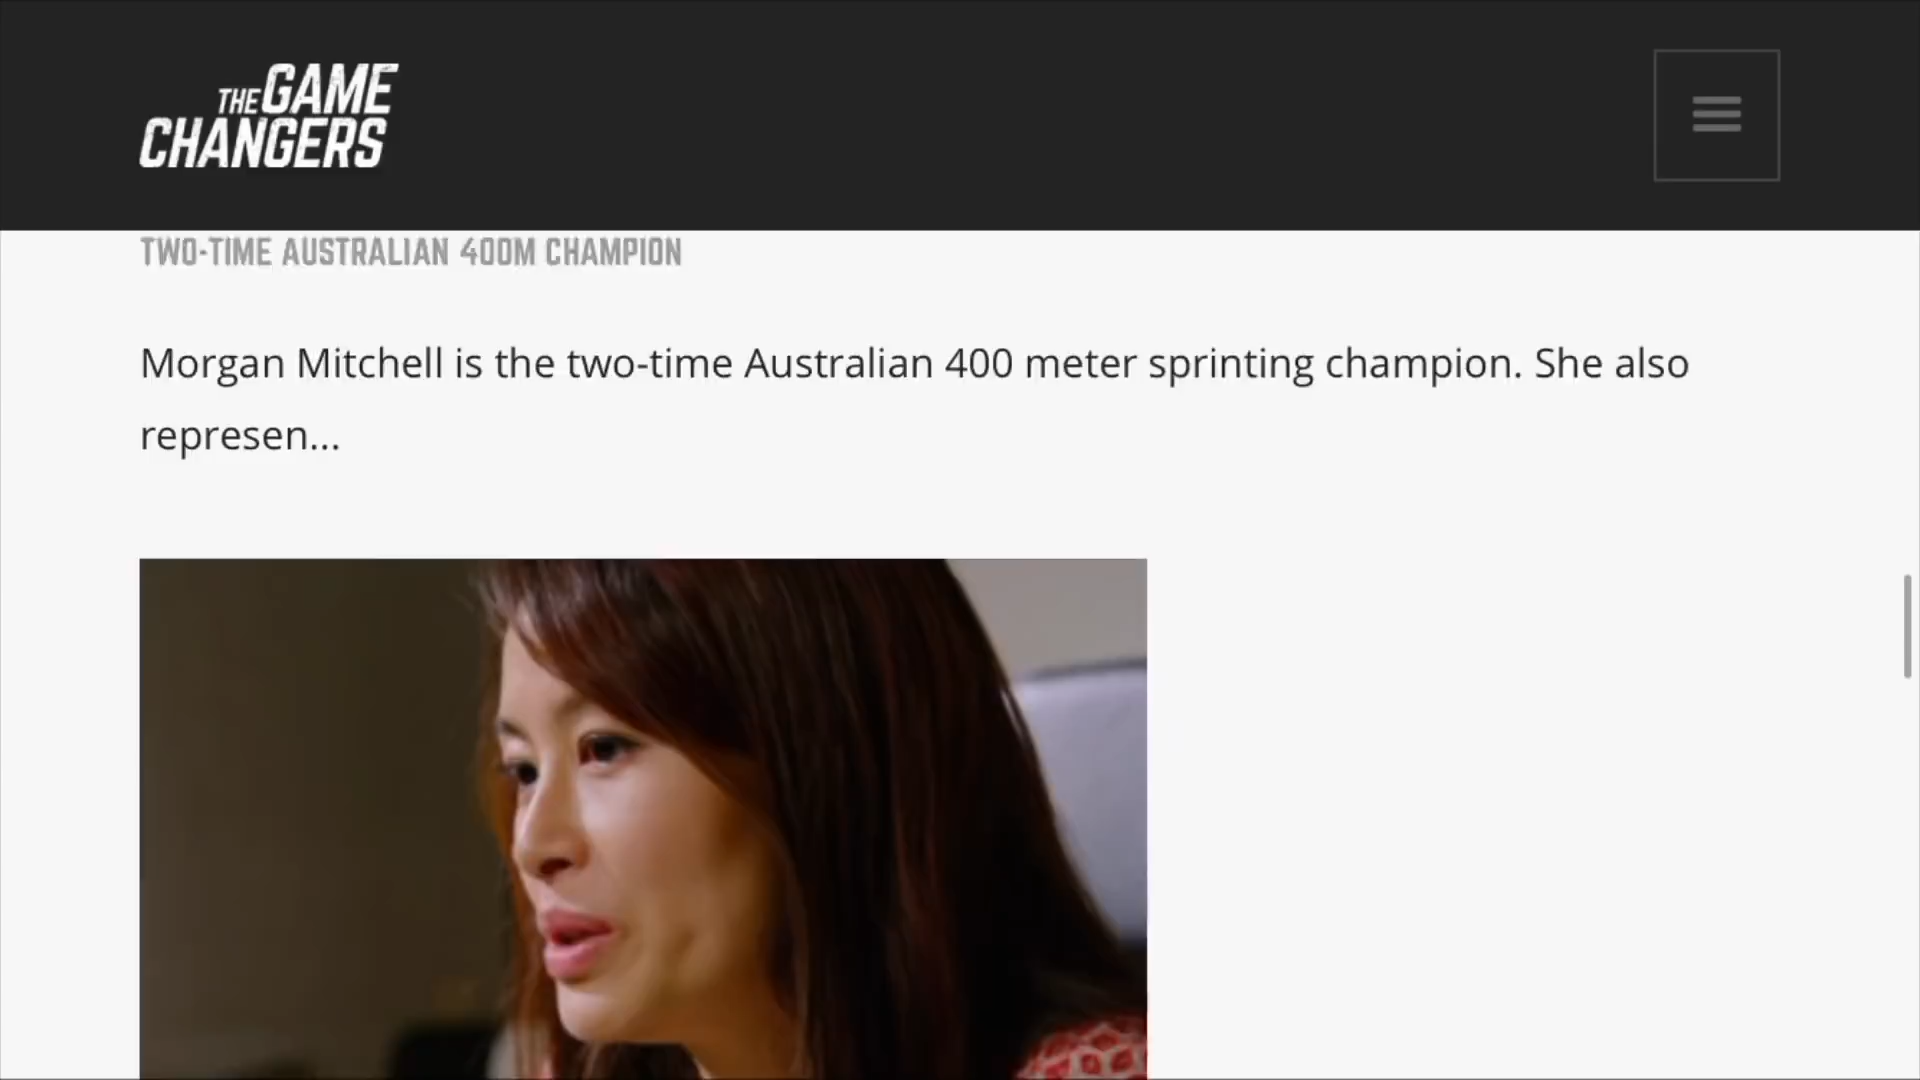 THE GAME
CHANGERS
TWO-TIME AUSTRALIAN 400M CHAMPION
Morgan Mitchell is the two-time Australian 400 meter sprinting champion. She also
represen...